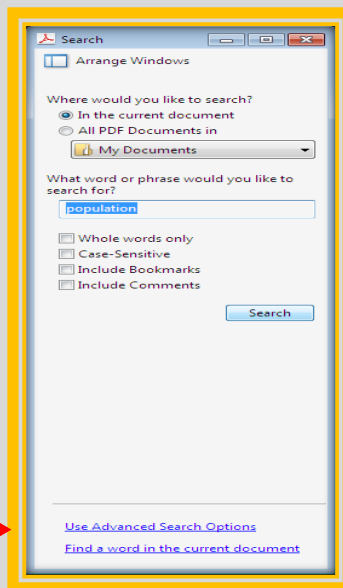 Search
Arrange Windows
Where would you like to search?
In the current document
All PDF Documents in
My Documents
What word or phrase would you like to
search for?
population
Whole words only
Case-Sensitive
Include Bookmarks
Include Comments
Search
Use Advanced Search Options
Find a word in the current document